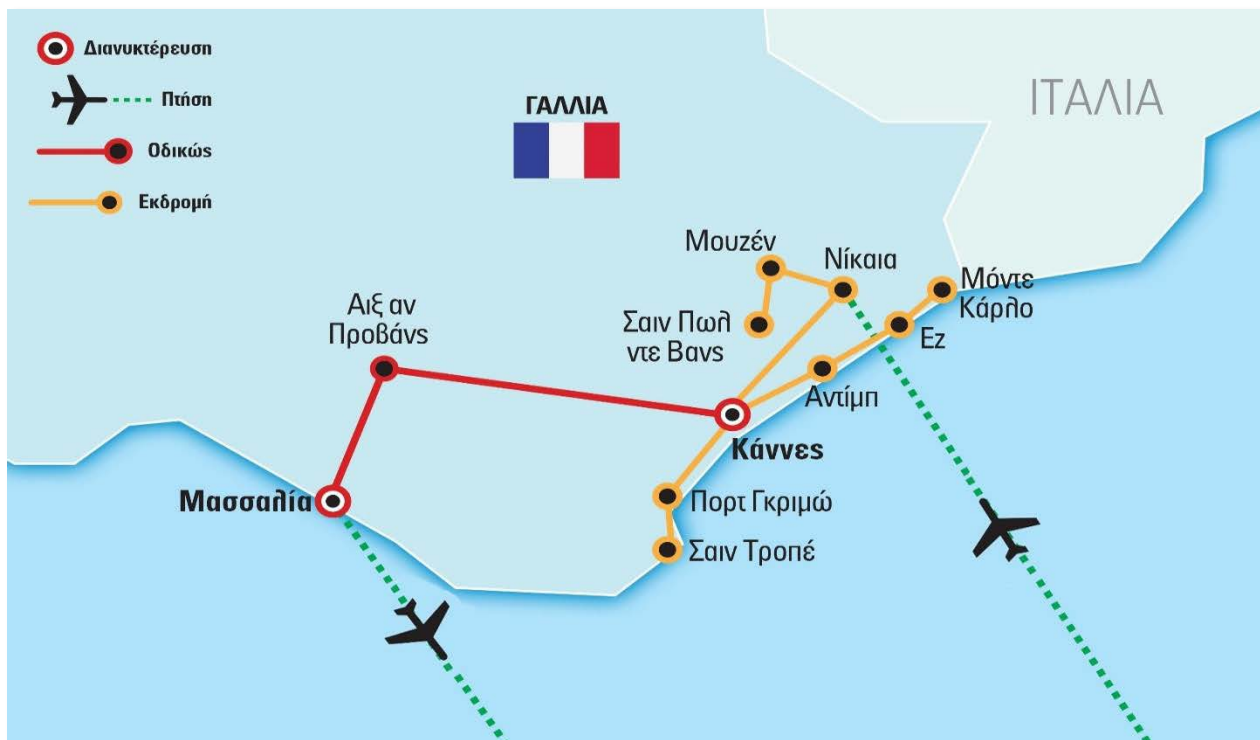 Διανυκτέρευση
Πτήση
Οδικώς
Εκδρομή
ΓΑΛΛΙΑ
ΙΤΑΛΙΑ
Μουζέν
Νίκαια
Μόντε
Κάρλο
Αιξ αν
Προβάνς
Σαιν Πωλ
ντε Βανς
Εζ
Αντίμπ
Κάννες
Μασσαλία
Πορτ Γκριμώ
Σαιν Τροπέ